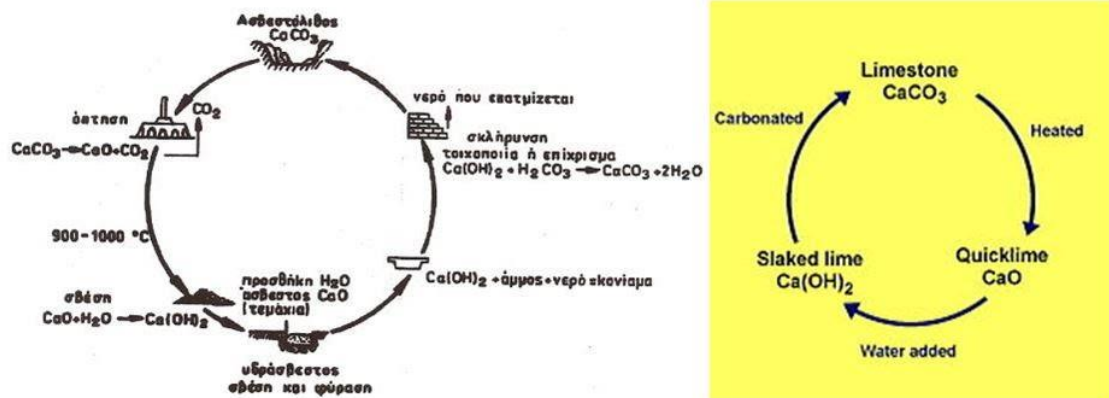 Ασβεστόλιθος
CaCO3
CO2
όπτηση
CaCO3→CaO+CO2
900-1000 °C
σβέση
CaO+H2O→Ca(OH)2
προσθήκη H2O
άσβεστος CaO
(τεμάχια)
υδράσβεστος
σβέση και φύραση
Ca(OH)2 +άμμος+νερό=κονίαμα
νερό που εξατμίζεται
σκλήρυνση
τοιχοποιία ή επίχρισμα
Ca(OH)2 + H2CO3→CaCO3+2H2O
Limestone
CaCO3
Carbonated
Heated
Slaked lime
Ca(OH)2
Quicklime
CaO
Water added